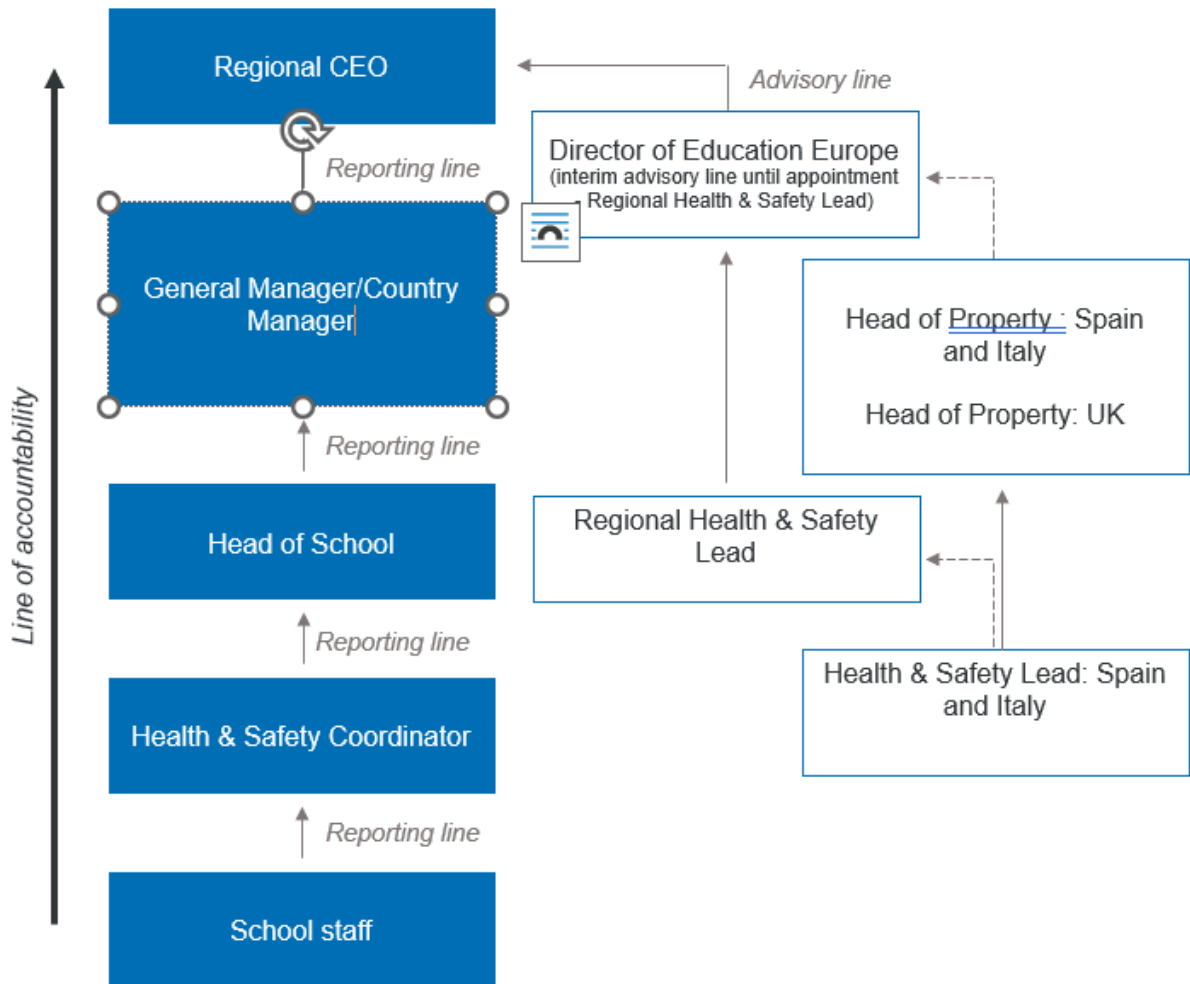 Regional CEO
Advisory line
Director of Education Europe
(interim advisory line until appointment
- Regional Health & Safety Lead)
Reporting line
General Manager/Country
Manager
Head of Property : Spain
and Italy
Head of Property: UK
Line of accountability
Reporting line
Head of School
Regional Health & Safety
Lead
Reporting line
Health & Safety Coordinator
Health & Safety Lead: Spain
and Italy
Reporting line
School staff